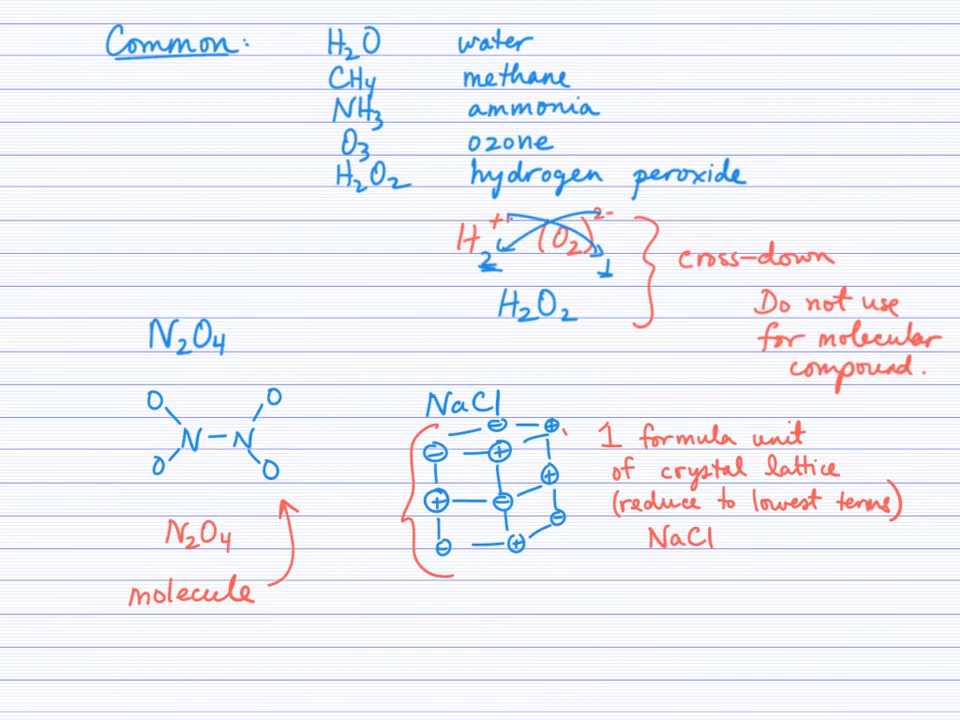 Common: H₂O water
CH₄ methane
NH₃ ammonia
O₃ ozone
H₂O₂ hydrogen peroxide
H₂⁺¹ (O₂)²⁻₁
cross-down
H₂O₂
Do not use
for molecular
compound.
N₂O₄
O O
N – N
O O
N₂O₄
molecule
NaCl
⊖ – ⊕
⊖ – ⊕
⊕
⊕ – ⊖
⊖
⊖ – ⊕
1 formula unit
of crystal lattice
(reduce to lowest terms)
NaCl